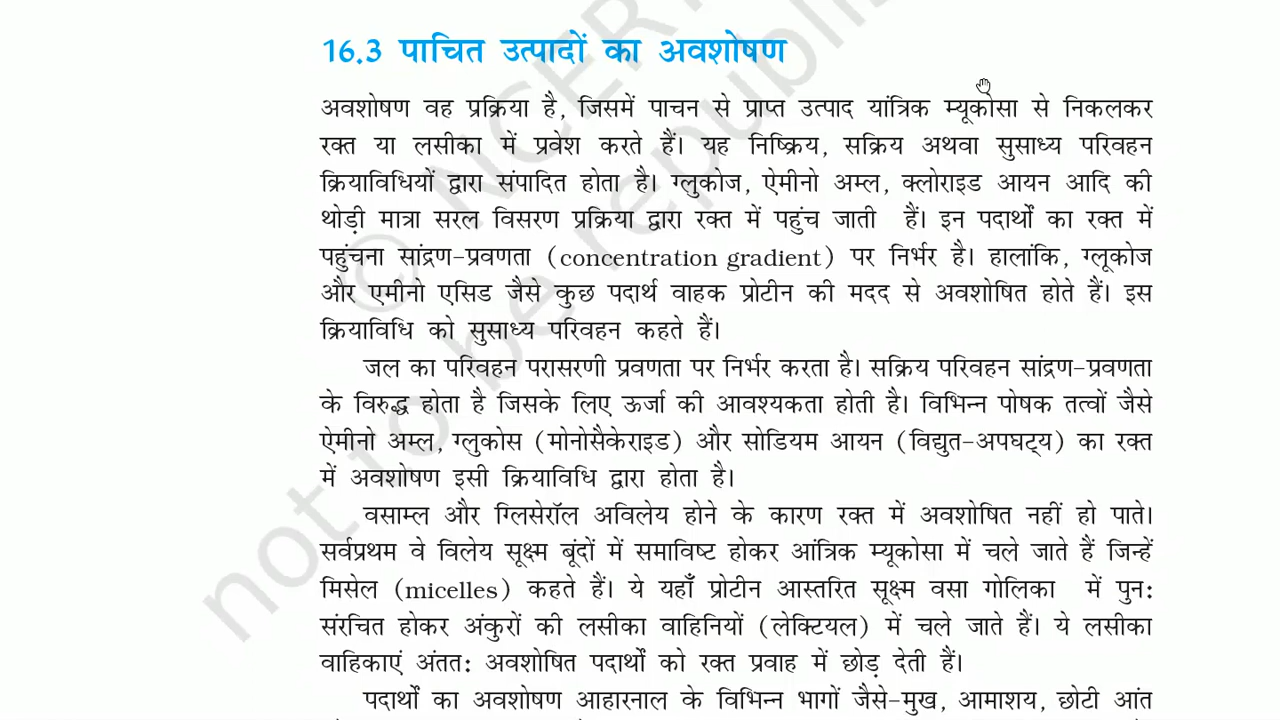 16.3 पाचित उत्पादों का अवशोषण
अवशोषण वह प्रक्रिया है, जिसमें पाचन से प्राप्त उत्पाद यांत्रिक म्यूकोसा से निकलकर
रक्त या लसीका में प्रवेश करते हैं। यह निष्क्रिय, सक्रिय अथवा सुसाध्य परिवहन
क्रियाविधियों द्वारा संपादित होता है। ग्लुकोज, ऐमीनो अम्ल, क्लोराइड आयन आदि की
थोड़ी मात्रा सरल विसरण प्रक्रिया द्वारा रक्त में पहुंच जाती हैं। इन पदार्थों का रक्त में
पहुंचना सांद्रण-प्रवणता (concentration gradient) पर निर्भर है। हालांकि, ग्लूकोज
और एमीनो एसिड जैसे कुछ पदार्थ वाहक प्रोटीन की मदद से अवशोषित होते हैं। इस
क्रियाविधि को सुसाध्य परिवहन कहते हैं।
जल का परिवहन परासरणी प्रवणता पर निर्भर करता है। सक्रिय परिवहन सांद्रण-प्रवणता
के विरुद्ध होता है जिसके लिए ऊर्जा की आवश्यकता होती है। विभिन्न पोषक तत्वों जैसे
ऐमीनो अम्ल, ग्लुकोस (मोनोसैकेराइड) और सोडियम आयन (विद्युत-अपघट्य) का रक्त
में अवशोषण इसी क्रियाविधि द्वारा होता है।
वसाम्ल और ग्लिसेरॉल अविलेय होने के कारण रक्त में अवशोषित नहीं हो पाते।
सर्वप्रथम वे विलेय सूक्ष्म बूंदों में समाविष्ट होकर आंत्रिक म्यूकोसा में चले जाते हैं जिन्हें
मिसेल (micelles) कहते हैं। ये यहाँ प्रोटीन आस्तरित सूक्ष्म वसा गोलिका में पुन:
संरचित होकर अंकुरों की लसीका वाहिनियों (लेक्टियल) में चले जाते हैं। ये लसीका
वाहिकाएं अंतत: अवशोषित पदार्थों को रक्त प्रवाह में छोड़ देती हैं।
पदार्थों का अवशोषण आहारनाल के विभिन्न भागों जैसे-मुख, आमाशय, छोटी आंत
© NCERT
not to be republi